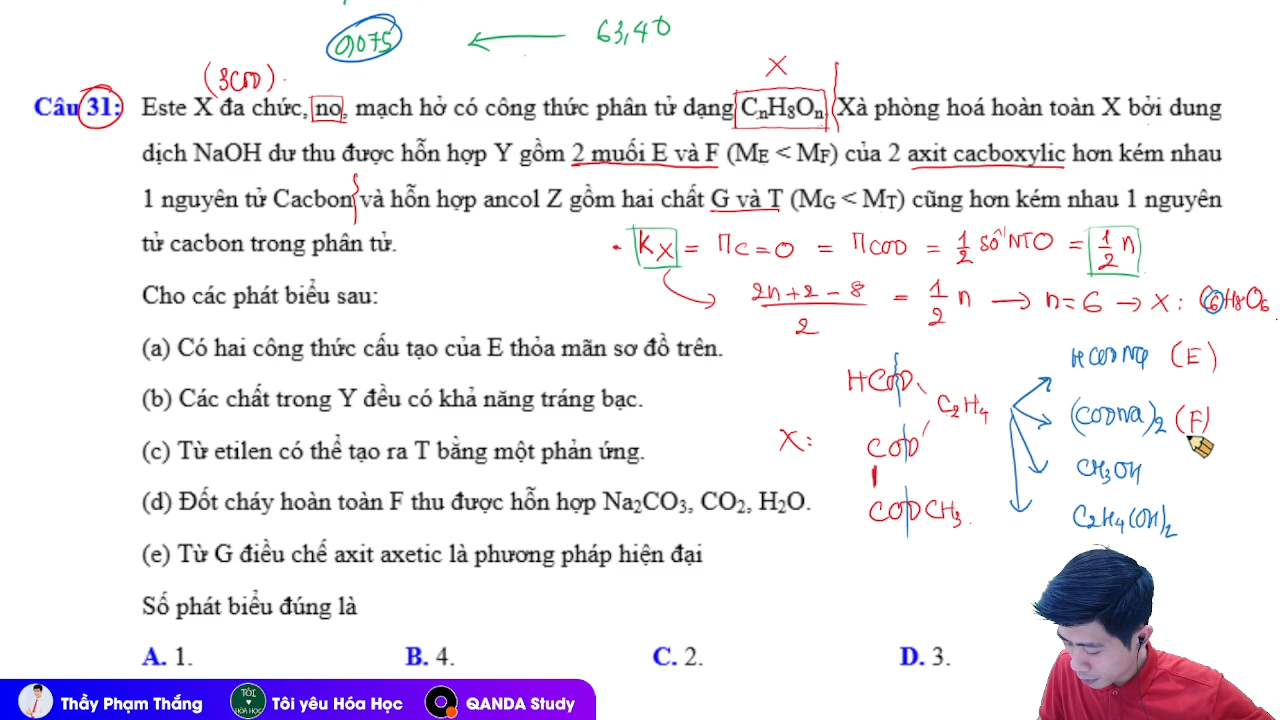 0,075 ← 63,40
(3COO).
X
Câu 31: Este X đa chức, no, mạch hở có công thức phân tử dạng CnH8On. Xà phòng hoá hoàn toàn X bởi dung
dịch NaOH dư thu được hỗn hợp Y gồm 2 muối E và F (ME < MF) của 2 axit cacboxylic hơn kém nhau
1 nguyên tử Cacbon và hỗn hợp ancol Z gồm hai chất G và T (MG < MT) cũng hơn kém nhau 1 nguyên
tử cacbon trong phân tử.
• kX = πC=O = πCOO = 1/2 số NTO = 1/2 n
(2n+2-8)/2 = 1/2 n → n=6 → X: C6H8O6
Cho các phát biểu sau:
(a) Có hai công thức cấu tạo của E thỏa mãn sơ đồ trên.
(b) Các chất trong Y đều có khả năng tráng bạc.
(c) Từ etilen có thể tạo ra T bằng một phản ứng.
(d) Đốt cháy hoàn toàn F thu được hỗn hợp Na2CO3, CO2, H2O.
(e) Từ G điều chế axit axetic là phương pháp hiện đại
Số phát biểu đúng là
X:
HCOO
C2H4
COO
COOCH3
HCOONa (E)
(COONa)2 (F)
CH3OH
C2H4(OH)2
A. 1. B. 4. C. 2. D. 3.
Thầy Phạm Thắng
TÔI
HÓA HỌC
Tôi yêu Hóa Học
QANDA Study